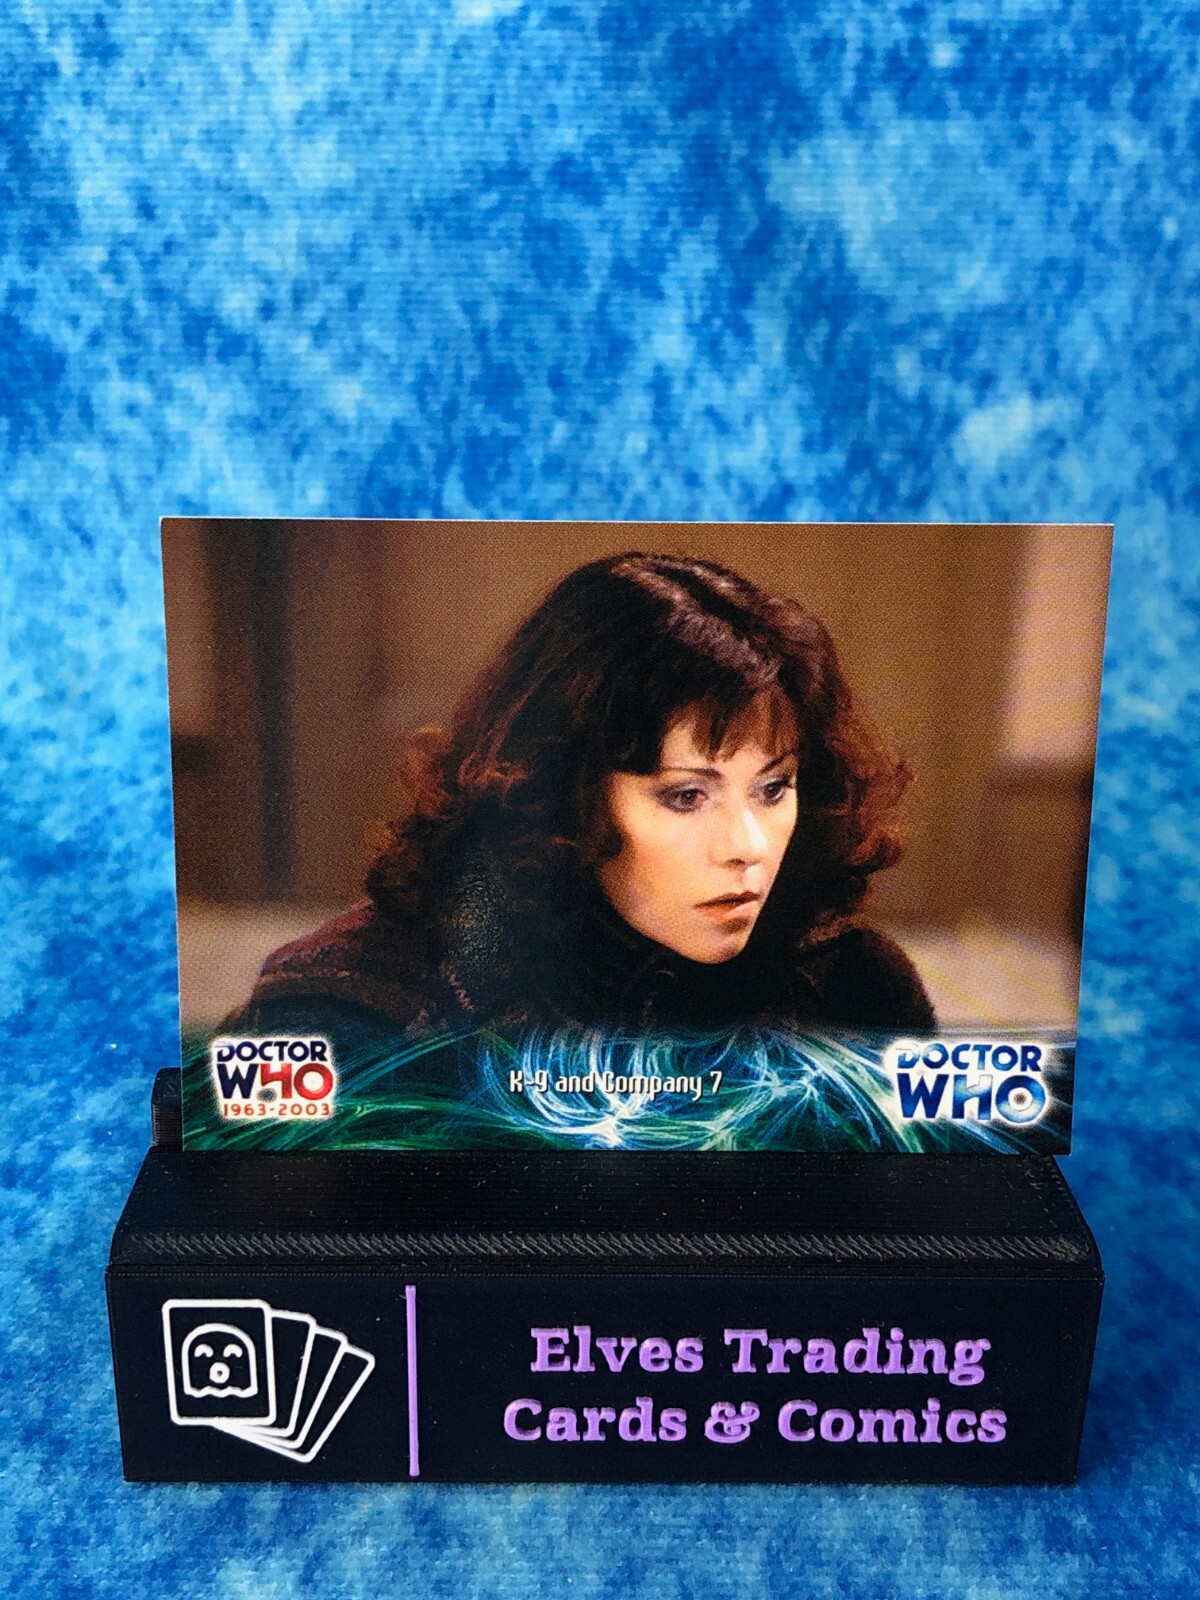 DOCTOR
WHO
1963-2003
K-9 and Company 7
DOCTOR
WHO
Elves Trading
Cards & Comics